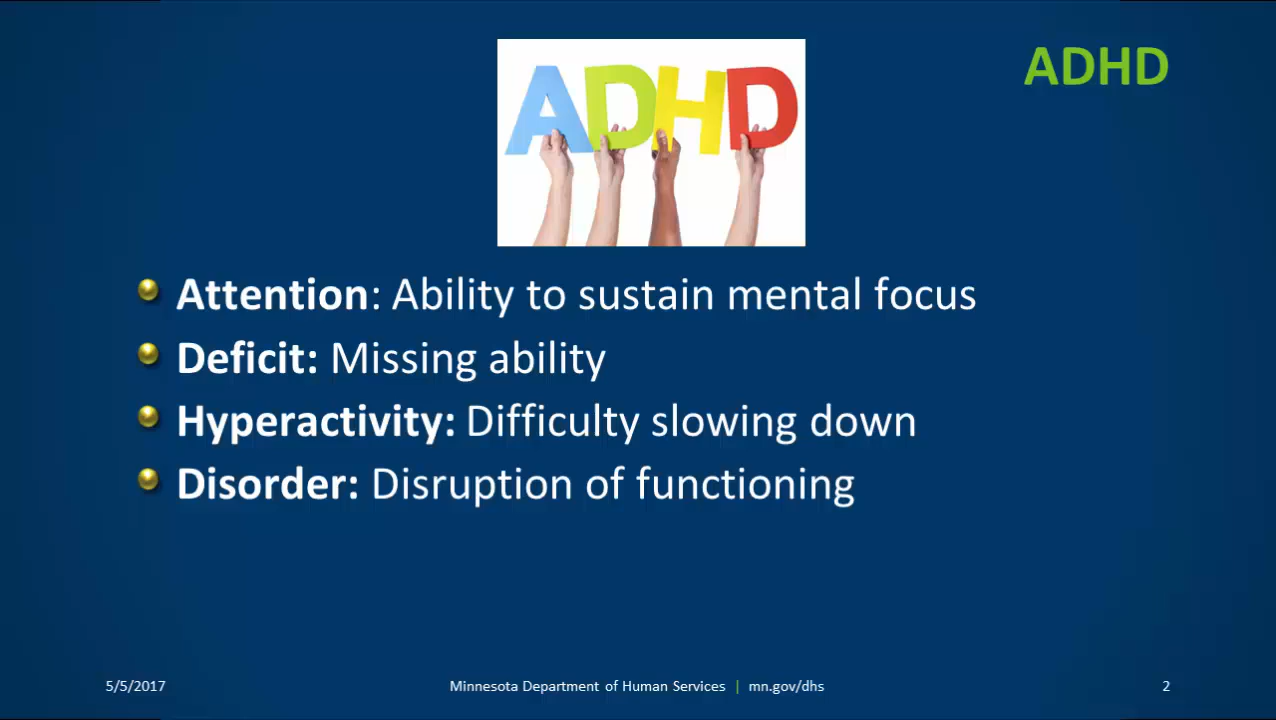 ADHD
ADHD
Attention: Ability to sustain mental focus
Deficit: Missing ability
Hyperactivity: Difficulty slowing down
Disorder: Disruption of functioning
5/5/2017
Minnesota Department of Human Services | mn.gov/dhs
2